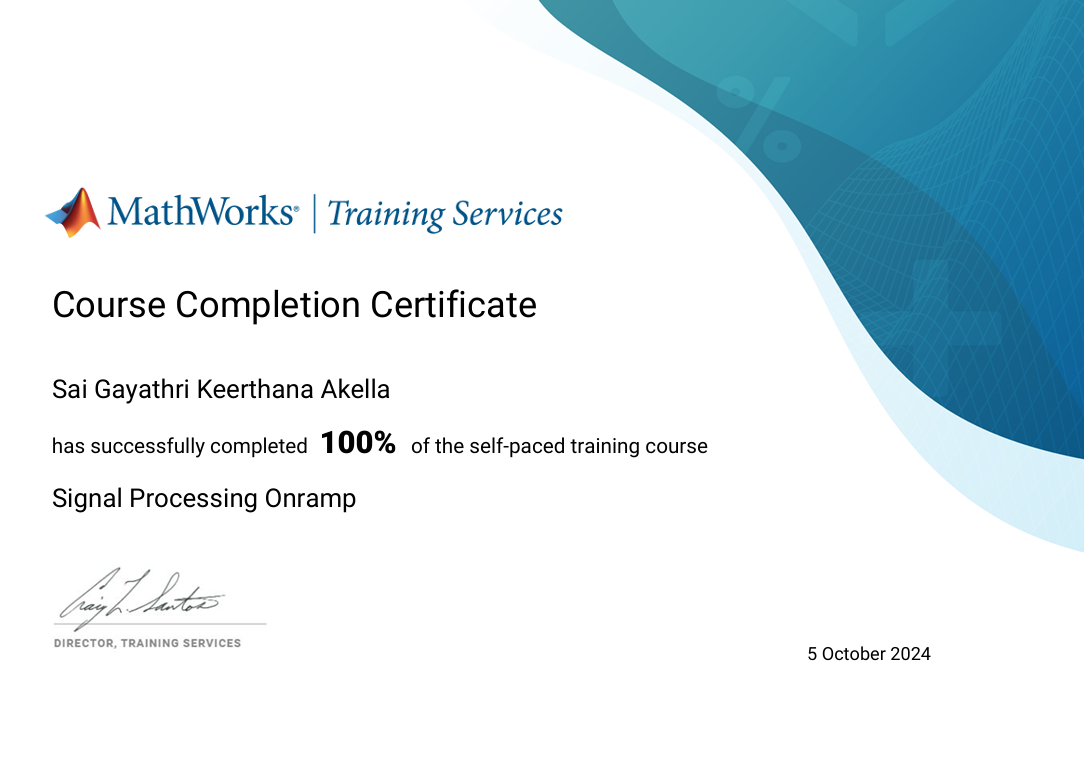 MathWorks® | Training Services
Course Completion Certificate
Sai Gayathri Keerthana Akella
has successfully completed 100% of the self-paced training course
Signal Processing Onramp
Craig L. Santos
DIRECTOR, TRAINING SERVICES
5 October 2024